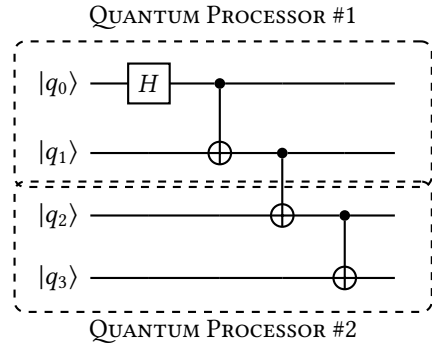 QUANTUM PROCESSOR #1
|q₀⟩ H
|q₁⟩
|q₂⟩
|q₃⟩
QUANTUM PROCESSOR #2